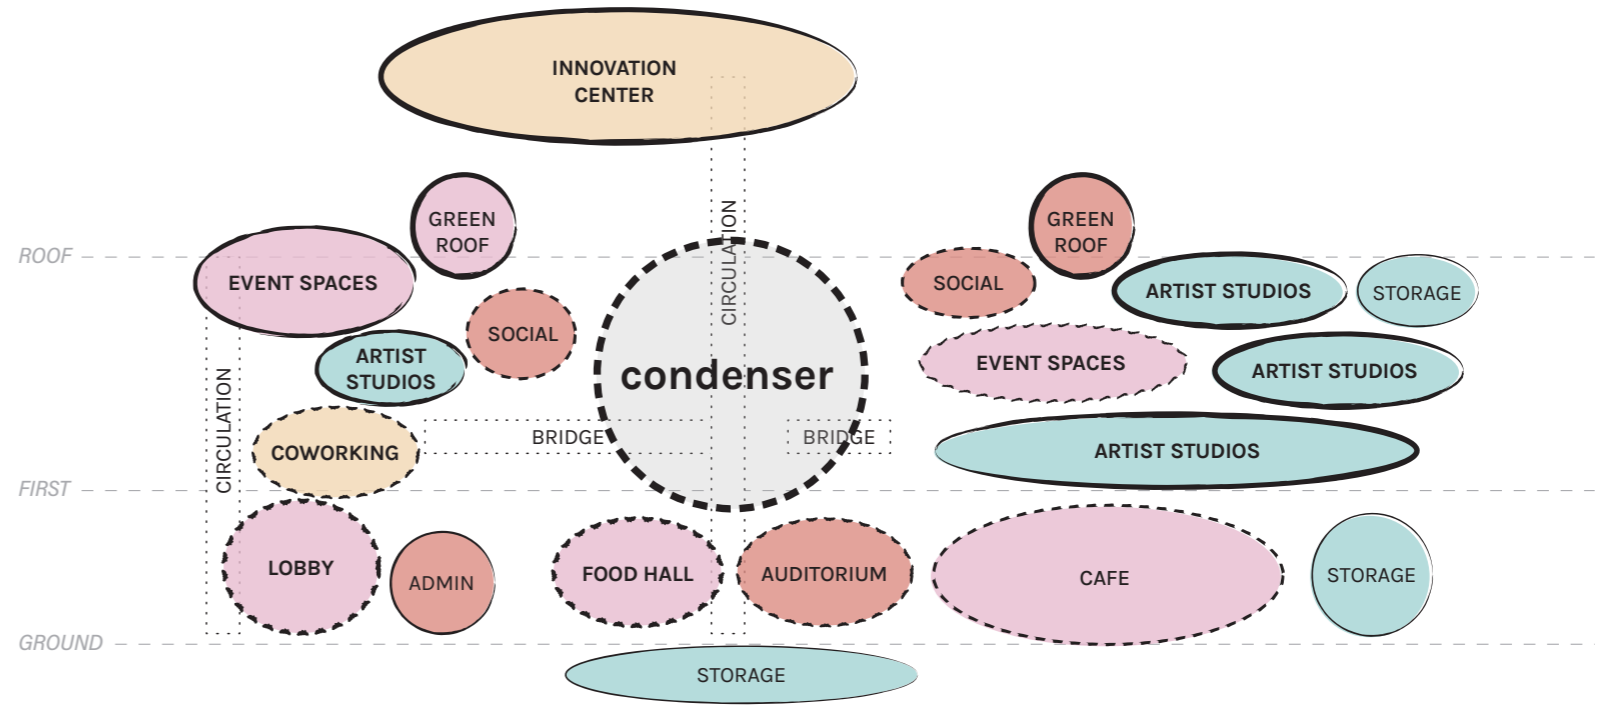 INNOVATION
CENTER
GREEN
ROOF
GREEN
ROOF
ROOF
EVENT SPACES
CIRCULATION
SOCIAL
ARTIST STUDIOS
STORAGE
SOCIAL
ARTIST
STUDIOS
condenser
EVENT SPACES
ARTIST STUDIOS
CIRCULATION
COWORKING
BRIDGE
BRIDGE
ARTIST STUDIOS
FIRST
LOBBY
ADMIN
FOOD HALL
AUDITORIUM
CAFE
STORAGE
GROUND
STORAGE